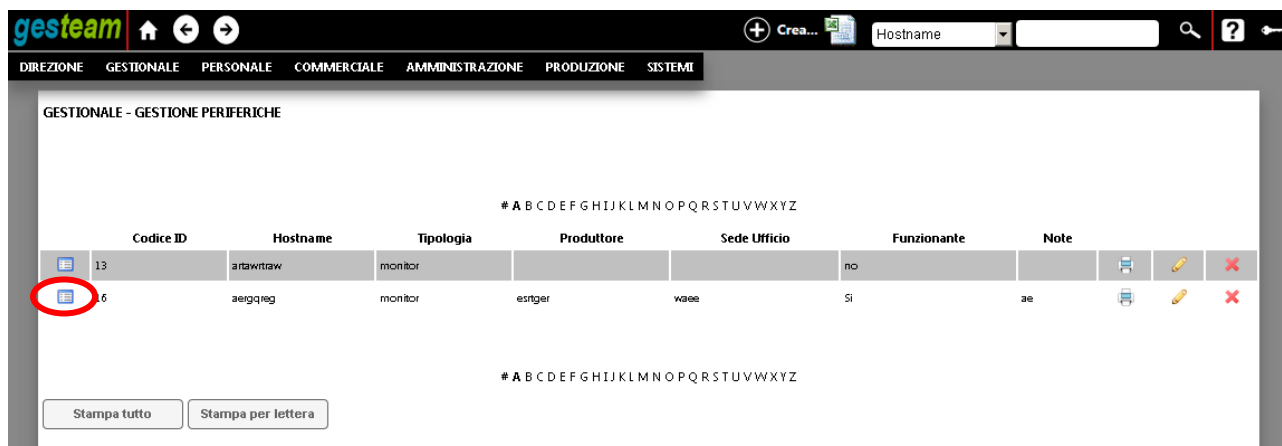 gesteam Crea... Hostname ?
DIREZIONE GESTIONALE PERSONALE COMMERCIALE AMMINISTRAZIONE PRODUZIONE SISTEMI
GESTIONALE - GESTIONE PERIFERICHE
# A B C D E F G H I J K L M N O P Q R S T U V W X Y Z
Codice ID Hostname Tipologia Produttore Sede Ufficio Funzionante Note
13 artawrtraw monitor no
16 aergqreg monitor esrtger waee Si ae
# A B C D E F G H I J K L M N O P Q R S T U V W X Y Z
Stampa tutto Stampa per lettera